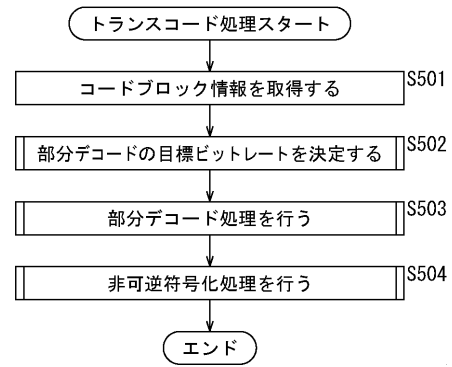 トランスコード処理スタート
コードブロック情報を取得する
S501
部分デコードの目標ビットレートを決定する
S502
部分デコード処理を行う
S503
非可逆符号化処理を行う
S504
エンド